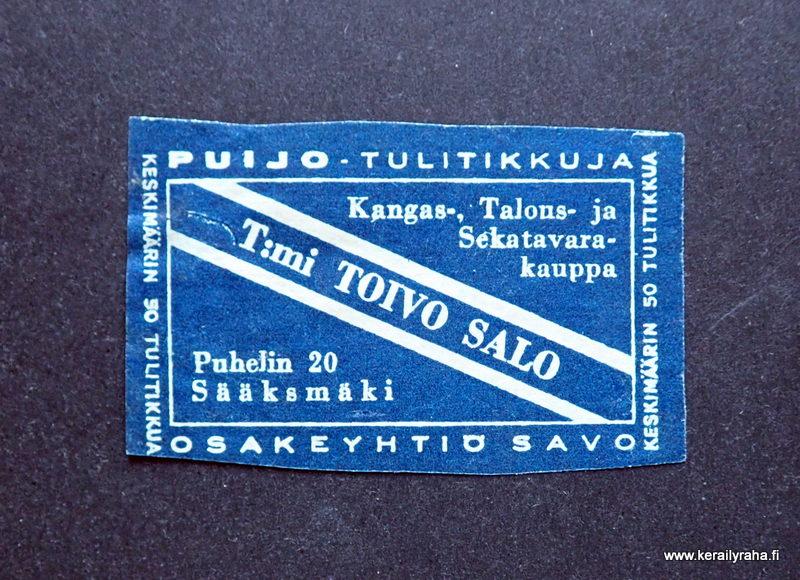 PUIJO - TULITIKKUJA
KESKIMÄÄRIN 50 TULITIKKUA
Kangas-, Talous- ja
Sekatavara-
kauppa
T:mi TOIVO SALO
Puhelin 20
Sääksmäki
KESKIMÄÄRIN 50 TULITIKKUA
OSAKEYHTIÖ SAVO
www.kerailyraha.fi